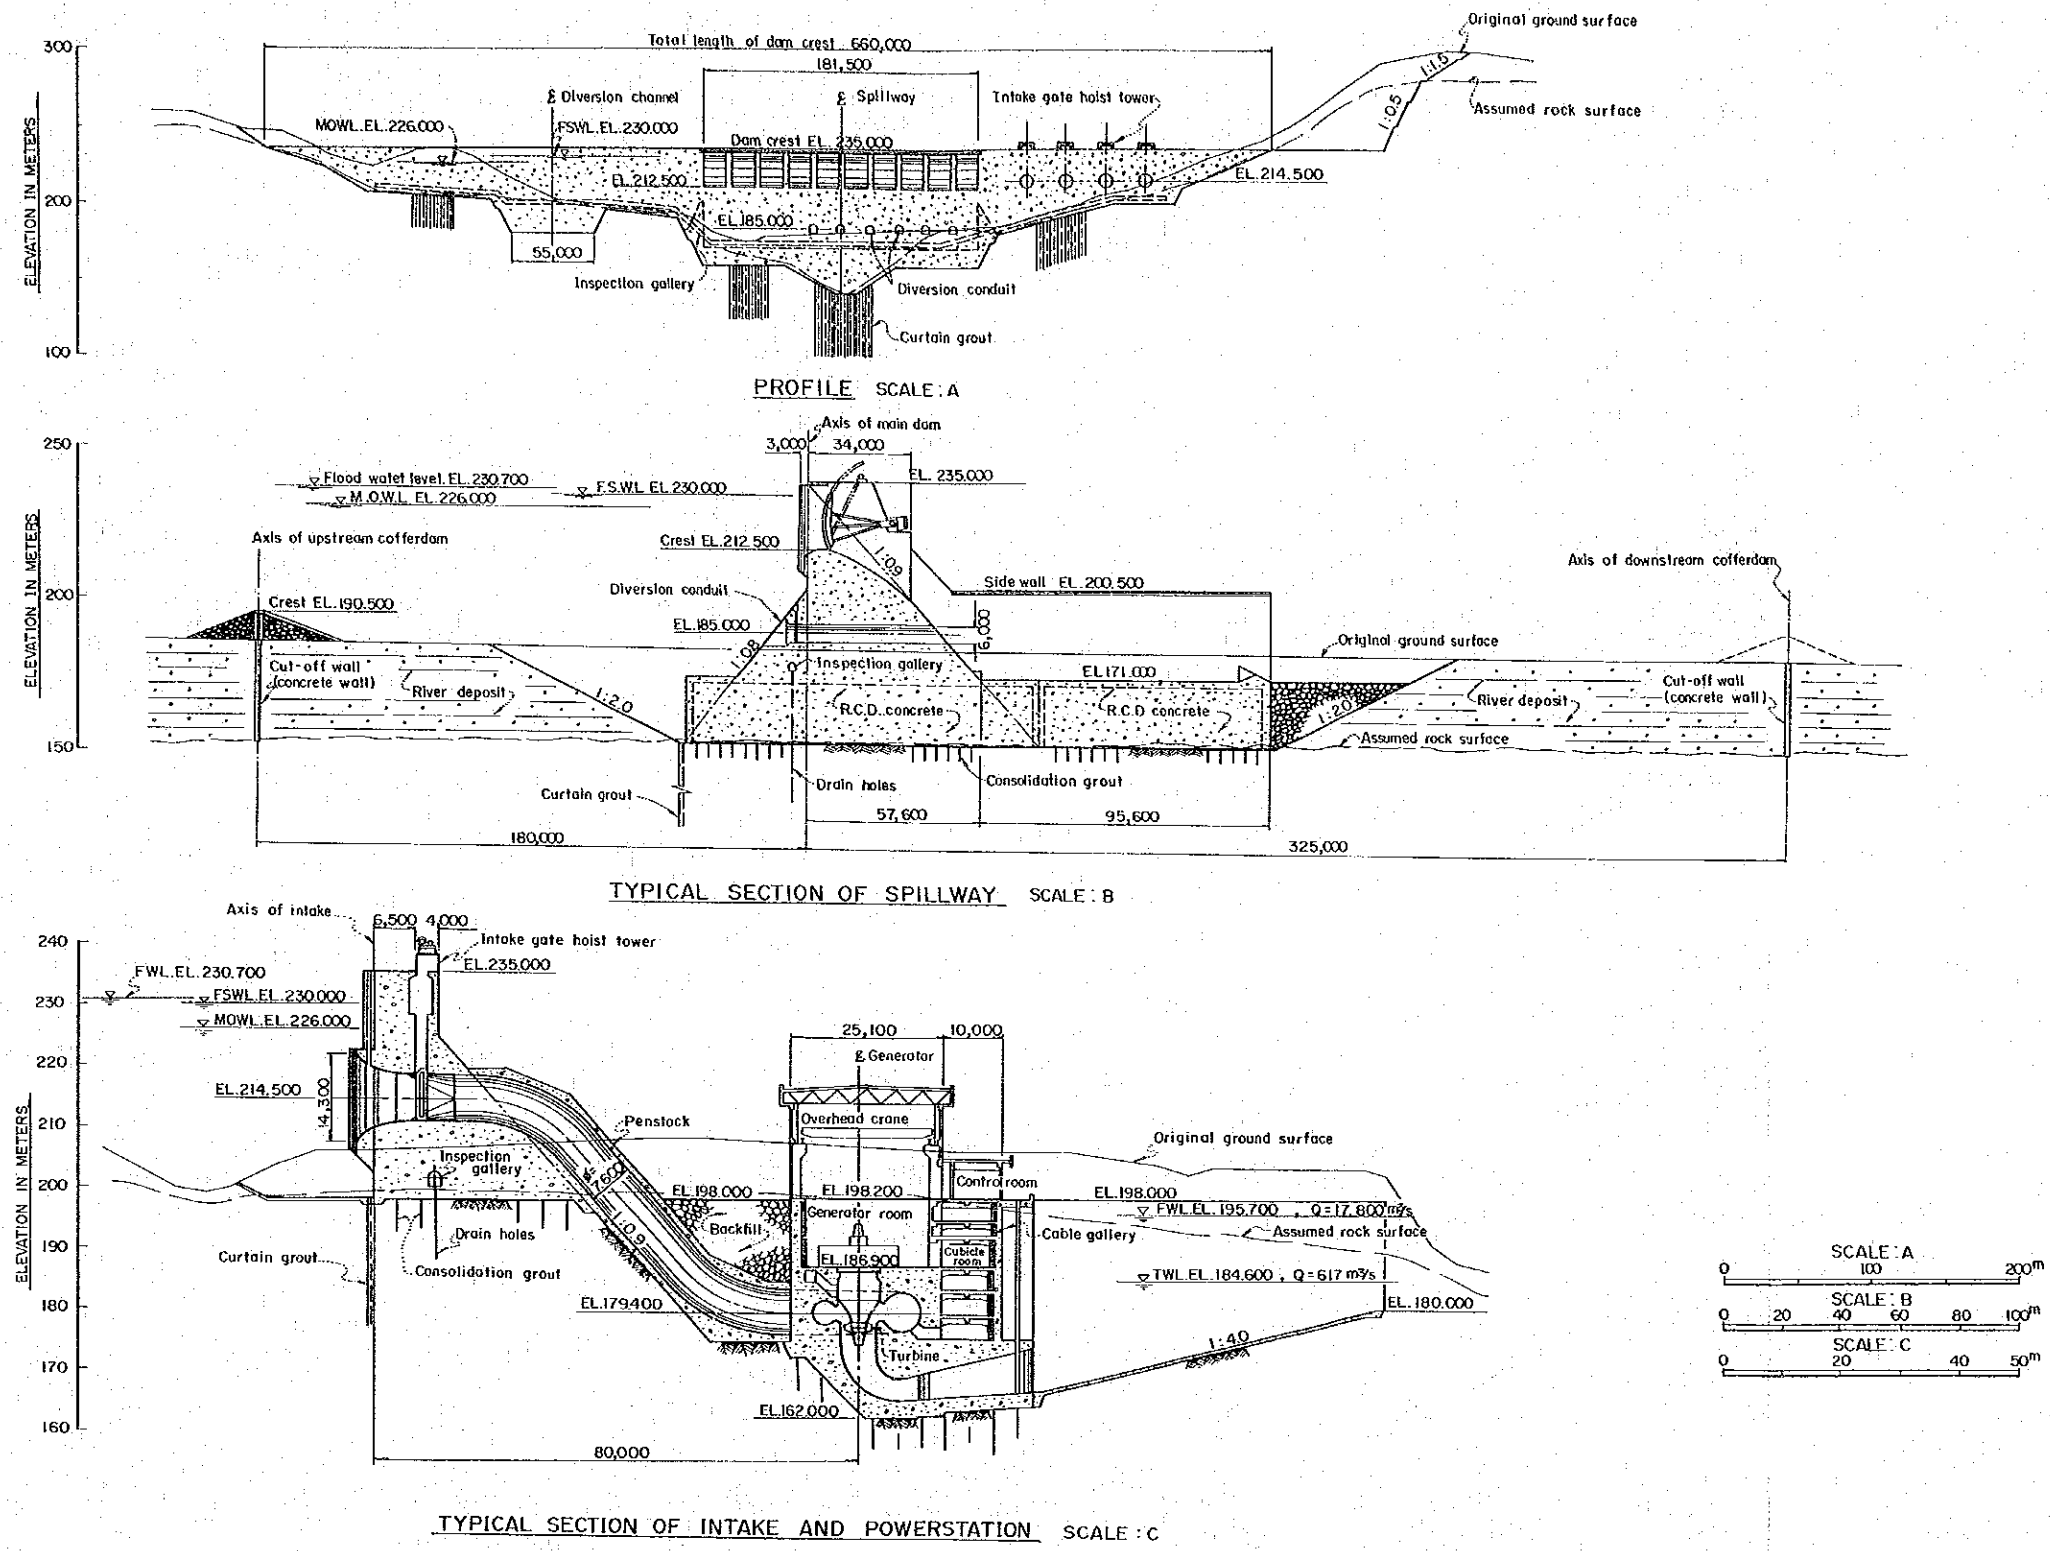 Original ground surface
300
Total length of dam crest 660,000
1:1.5
181,500
₤ Diversion channel
₤ Spillway
Intake gate hoist tower
1:0.5
Assumed rock surface
MOWL.EL.226.000
FSWL.EL.230.000
Dam crest EL. 235.000
EL.212.500
EL.214.500
200
EL.185.000
55,000
Inspection gallery
Diversion conduit
Curtain grout
100
ELEVATION IN METERS
PROFILE SCALE:A
Axis of main dam
250
3,000
34,000
Flood watet level. EL.230.700
F.S.W.L EL.230.000
EL. 235.000
M.O.W.L EL.226.000
Axis of upstream cofferdam
Crest EL.212.500
1:09
Axis of downstream cofferdam
Diversion conduit
Side wall EL.200.500
200
Crest EL.190.500
EL.185.000
6,000
Original ground surface
1:08
Cut-off wall
(concrete wall)
River deposit
Inspection gallery
EL.171.000
Cut-off wall
(concrete wall)
1:2.0
R.C.D. concrete
R.C.D concrete
1:20
River deposit
150
Assumed rock surface
Curtain grout
Drain holes
Consolidation grout
57,600
95,600
180,000
325,000
ELEVATION IN METERS
TYPICAL SECTION OF SPILLWAY SCALE:B
Axis of intake
6,500 4,000
240
Intake gate hoist tower
EL.235.000
FWL.EL.230.700
230
FSWL.EL.230.000
MOWL.EL.226.000
25,100
10,000
₤ Generator
220
EL.214.500
14,300
210
Penstock
Overhead crane
Original ground surface
Inspection
gallery
200
7.600
EL.198.000
EL.198.200
Control room
EL.198.000
Generator room
FWL.EL.195.700 , Q=17,800 m³/s
1:09
Backfill
Drain holes
Cable gallery
Assumed rock surface
190
Curtain grout
Consolidation grout
EL.186.900
Cubicle
room
TWL.EL.184.600 , Q=617 m³/s
180
EL.179.400
EL.180.000
1:4.0
Turbine
170
EL.162.000
160
80,000
ELEVATION IN METERS
TYPICAL SECTION OF INTAKE AND POWERSTATION SCALE:C
SCALE:A
0 100 200m
SCALE:B
0 20 40 60 80 100m
SCALE:C
0 20 40 50m